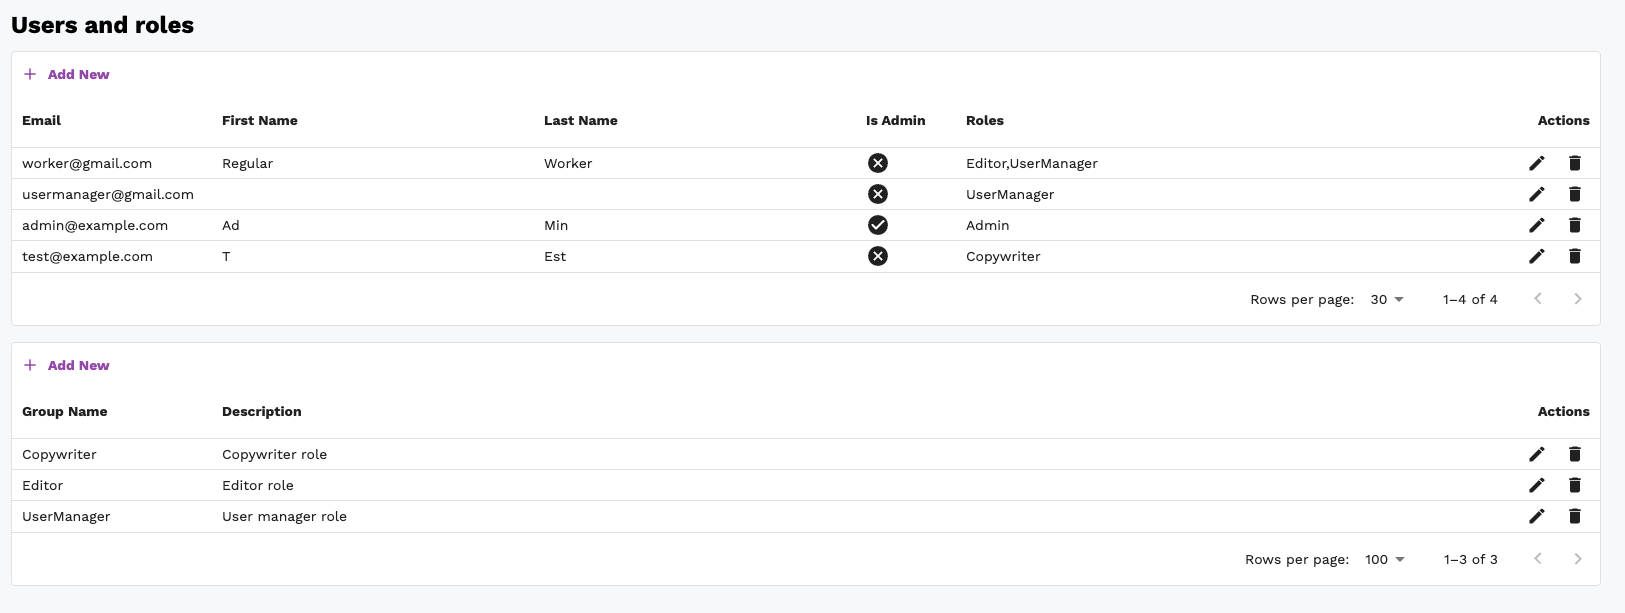 Users and roles
Add New
Email First Name Last Name Is Admin Roles Actions
worker@gmail.com Regular Worker Editor,UserManager
usermanager@gmail.com UserManager
admin@example.com Ad Min Admin
test@example.com T Est Copywriter
Rows per page: 30 1–4 of 4
Add New
Group Name Description Actions
Copywriter Copywriter role
Editor Editor role
UserManager User manager role
Rows per page: 100 1–3 of 3